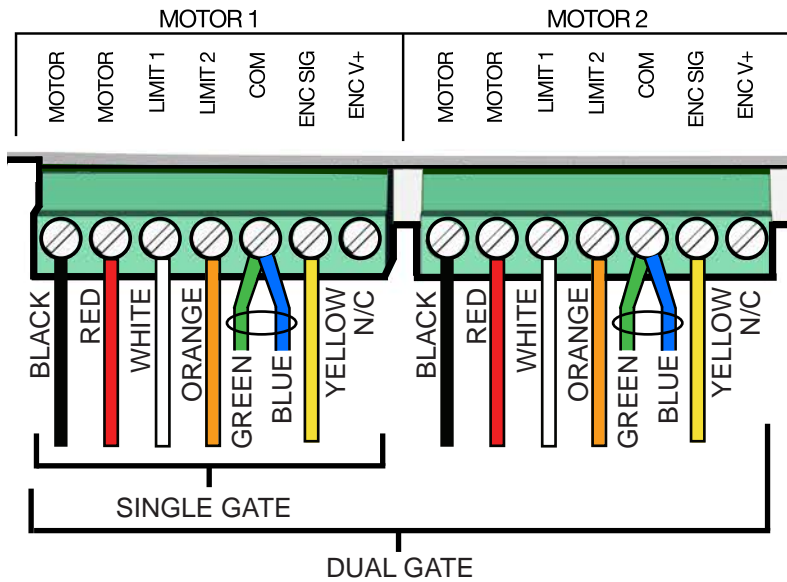 MOTOR 1 MOTOR 2
MOTOR
MOTOR
LIMIT 1
LIMIT 2
COM
ENC SIG
ENC V+
MOTOR
MOTOR
LIMIT 1
LIMIT 2
COM
ENC SIG
ENC V+
BLACK
RED
WHITE
ORANGE
GREEN
BLUE
YELLOW
N/C
BLACK
RED
WHITE
ORANGE
GREEN
BLUE
YELLOW
N/C
SINGLE GATE
DUAL GATE